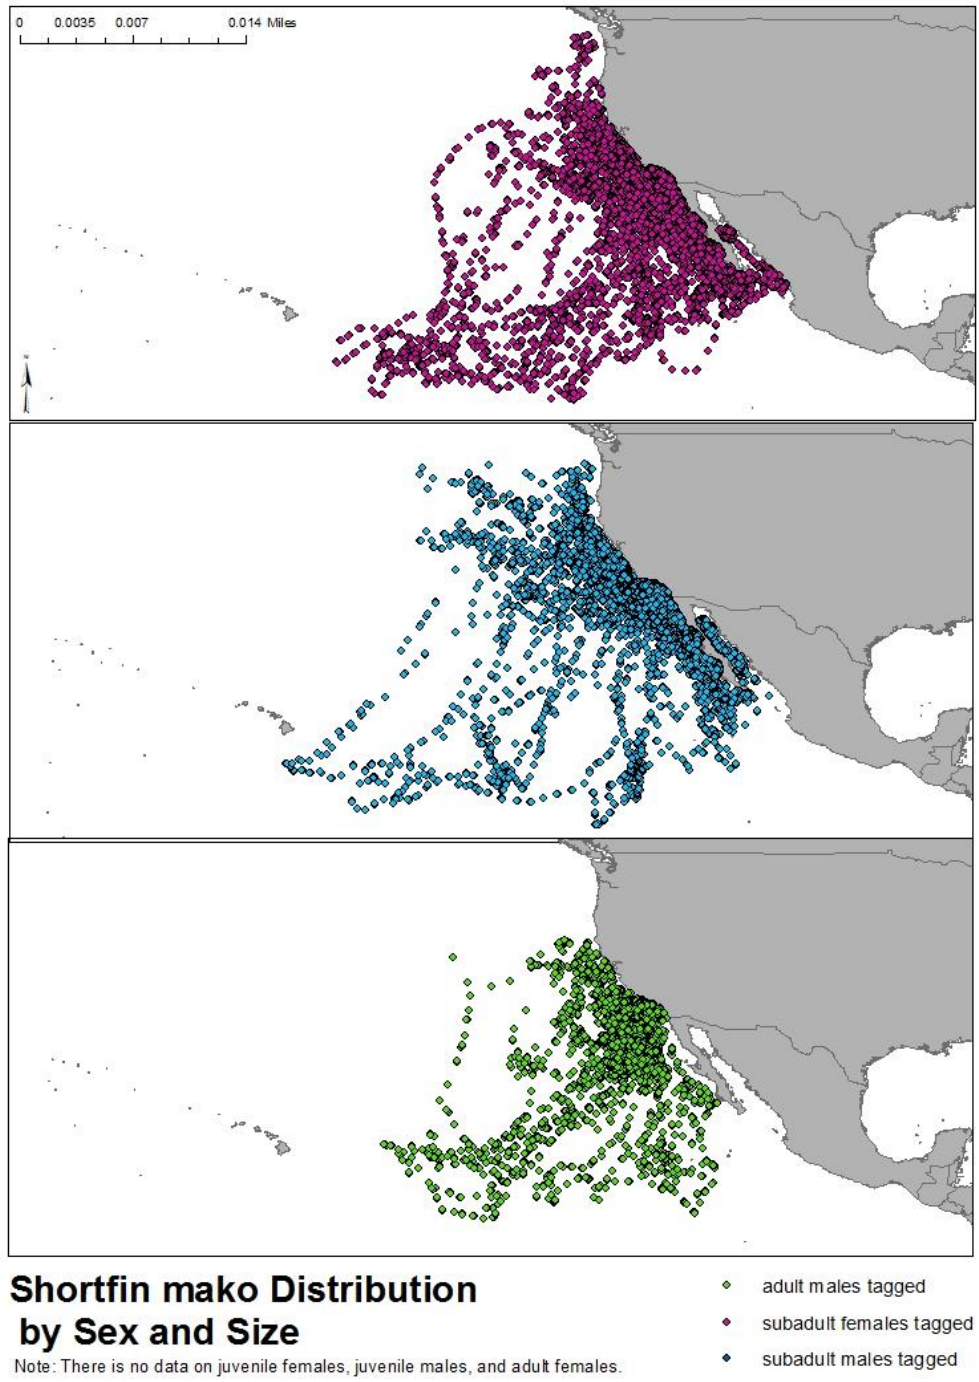 0 0.0035 0.007 0.014 Miles
N
Shortfin mako Distribution
by Sex and Size
Note: There is no data on juvenile females, juvenile males, and adult females.
adult males tagged
subadult females tagged
subadult males tagged